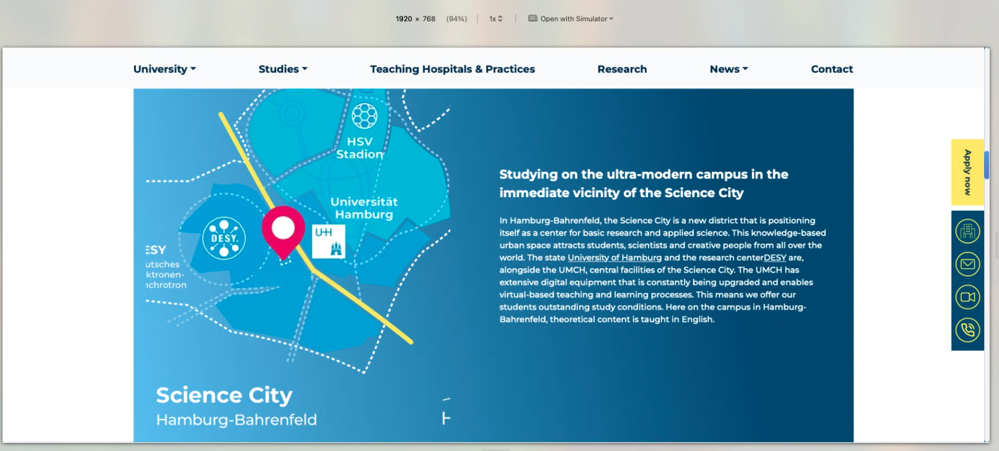 1920 × 768 (94%) 1x Open with Simulator
University Studies Teaching Hospitals & Practices Research News Contact
HSV
Stadion
Universität
Hamburg
UHH
DESY.
ESY
utsches
ktronen-
nchrotron
Science City
Hamburg-Bahrenfeld
H
Studying on the ultra-modern campus in the
immediate vicinity of the Science City
In Hamburg-Bahrenfeld, the Science City is a new district that is positioning
itself as a center for basic research and applied science. This knowledge-based
urban space attracts students, scientists and creative people from all over the
world. The state University of Hamburg and the research centerDESY are,
alongside the UMCH, central facilities of the Science City. The UMCH has
extensive digital equipment that is constantly being upgraded and enables
virtual-based teaching and learning processes. This means we offer our
students outstanding study conditions. Here on the campus in Hamburg-
Bahrenfeld, theoretical content is taught in English.
Apply now